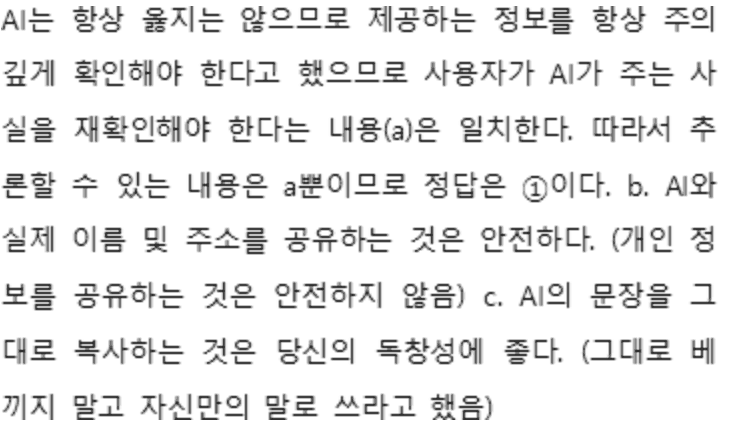 AI는 항상 옳지는 않으므로 제공하는 정보를 항상 주의
깊게 확인해야 한다고 했으므로 사용자가 AI가 주는 사
실을 재확인해야 한다는 내용(a)은 일치한다. 따라서 추
론할 수 있는 내용은 a뿐이므로 정답은 ①이다. b. AI와
실제 이름 및 주소를 공유하는 것은 안전하다. (개인 정
보를 공유하는 것은 안전하지 않음) c. AI의 문장을 그
대로 복사하는 것은 당신의 독창성에 좋다. (그대로 베
끼지 말고 자신만의 말로 쓰라고 했음)